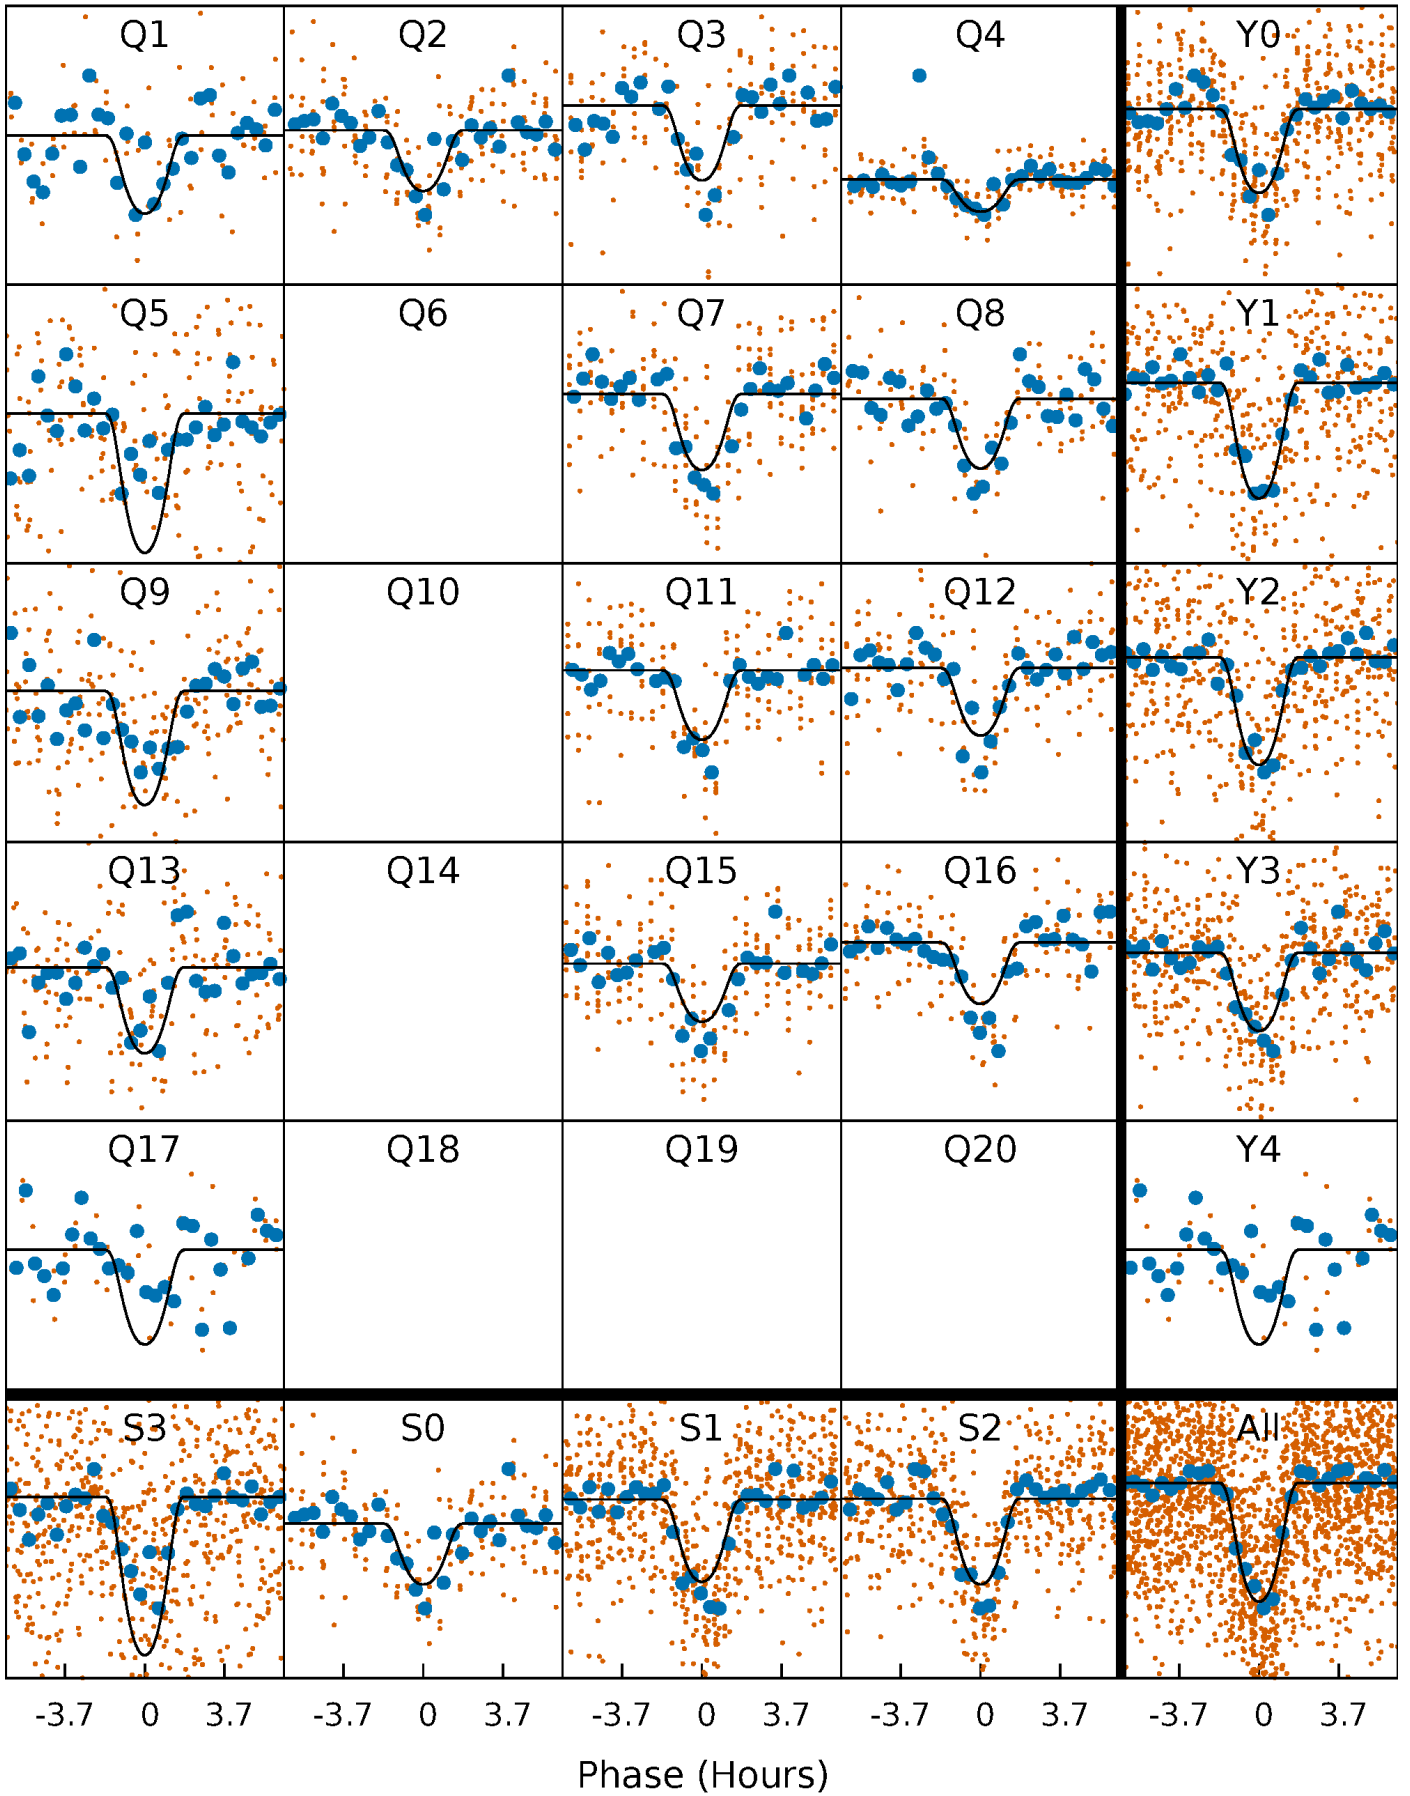 Q1 Q2 Q3 Q4 Y0
Q5 Q6 Q7 Q8 Y1
Q9 Q10 Q11 Q12 Y2
Q13 Q14 Q15 Q16 Y3
Q17 Q18 Q19 Q20 Y4
S3 S0 S1 S2 All
-3.7 0 3.7 -3.7 0 3.7 -3.7 0 3.7 -3.7 0 3.7 -3.7 0 3.7
Phase (Hours)